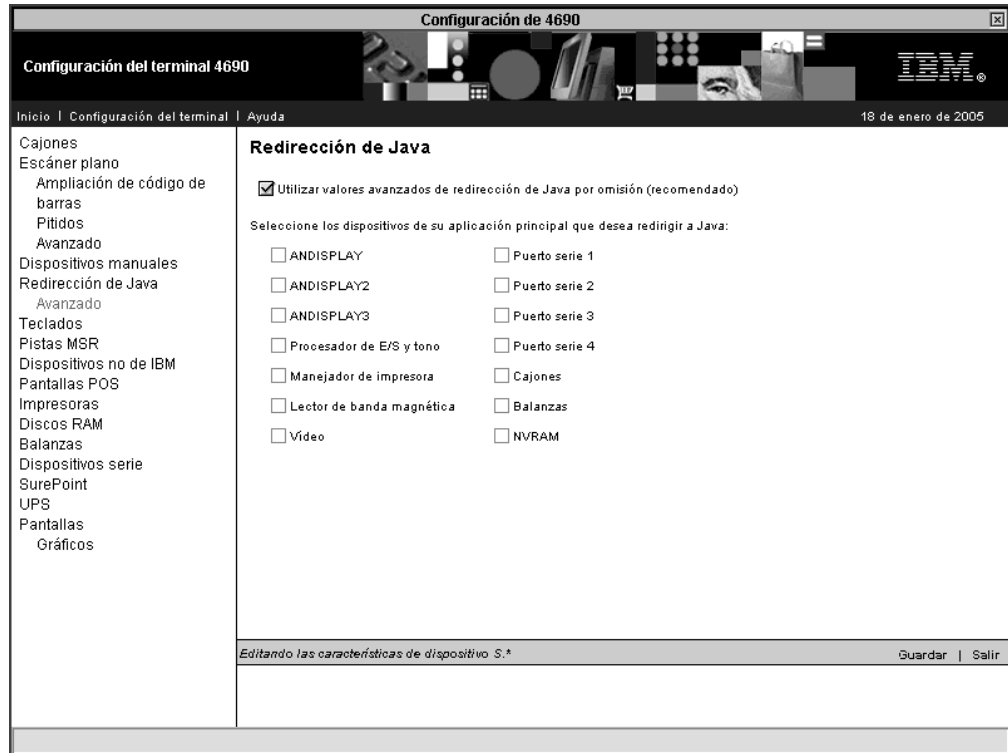 Configuración de 4690
Configuración del terminal 4690
IBM®
Inicio | Configuración del terminal | Ayuda
18 de enero de 2005
Cajones
Escáner plano
Ampliación de código de
barras
Pitidos
Avanzado
Dispositivos manuales
Redirección de Java
Avanzado
Teclados
Pistas MSR
Dispositivos no de IBM
Pantallas POS
Impresoras
Discos RAM
Balanzas
Dispositivos serie
SurePoint
UPS
Pantallas
Gráficos
Redirección de Java
Utilizar valores avanzados de redirección de Java por omisión (recomendado)
Seleccione los dispositivos de su aplicación principal que desea redirigir a Java:
ANDISPLAY
ANDISPLAY2
ANDISPLAY3
Procesador de E/S y tono
Manejador de impresora
Lector de banda magnética
Vídeo
Puerto serie 1
Puerto serie 2
Puerto serie 3
Puerto serie 4
Cajones
Balanzas
NVRAM
Editando las características de dispositivo S.*
Guardar | Salir